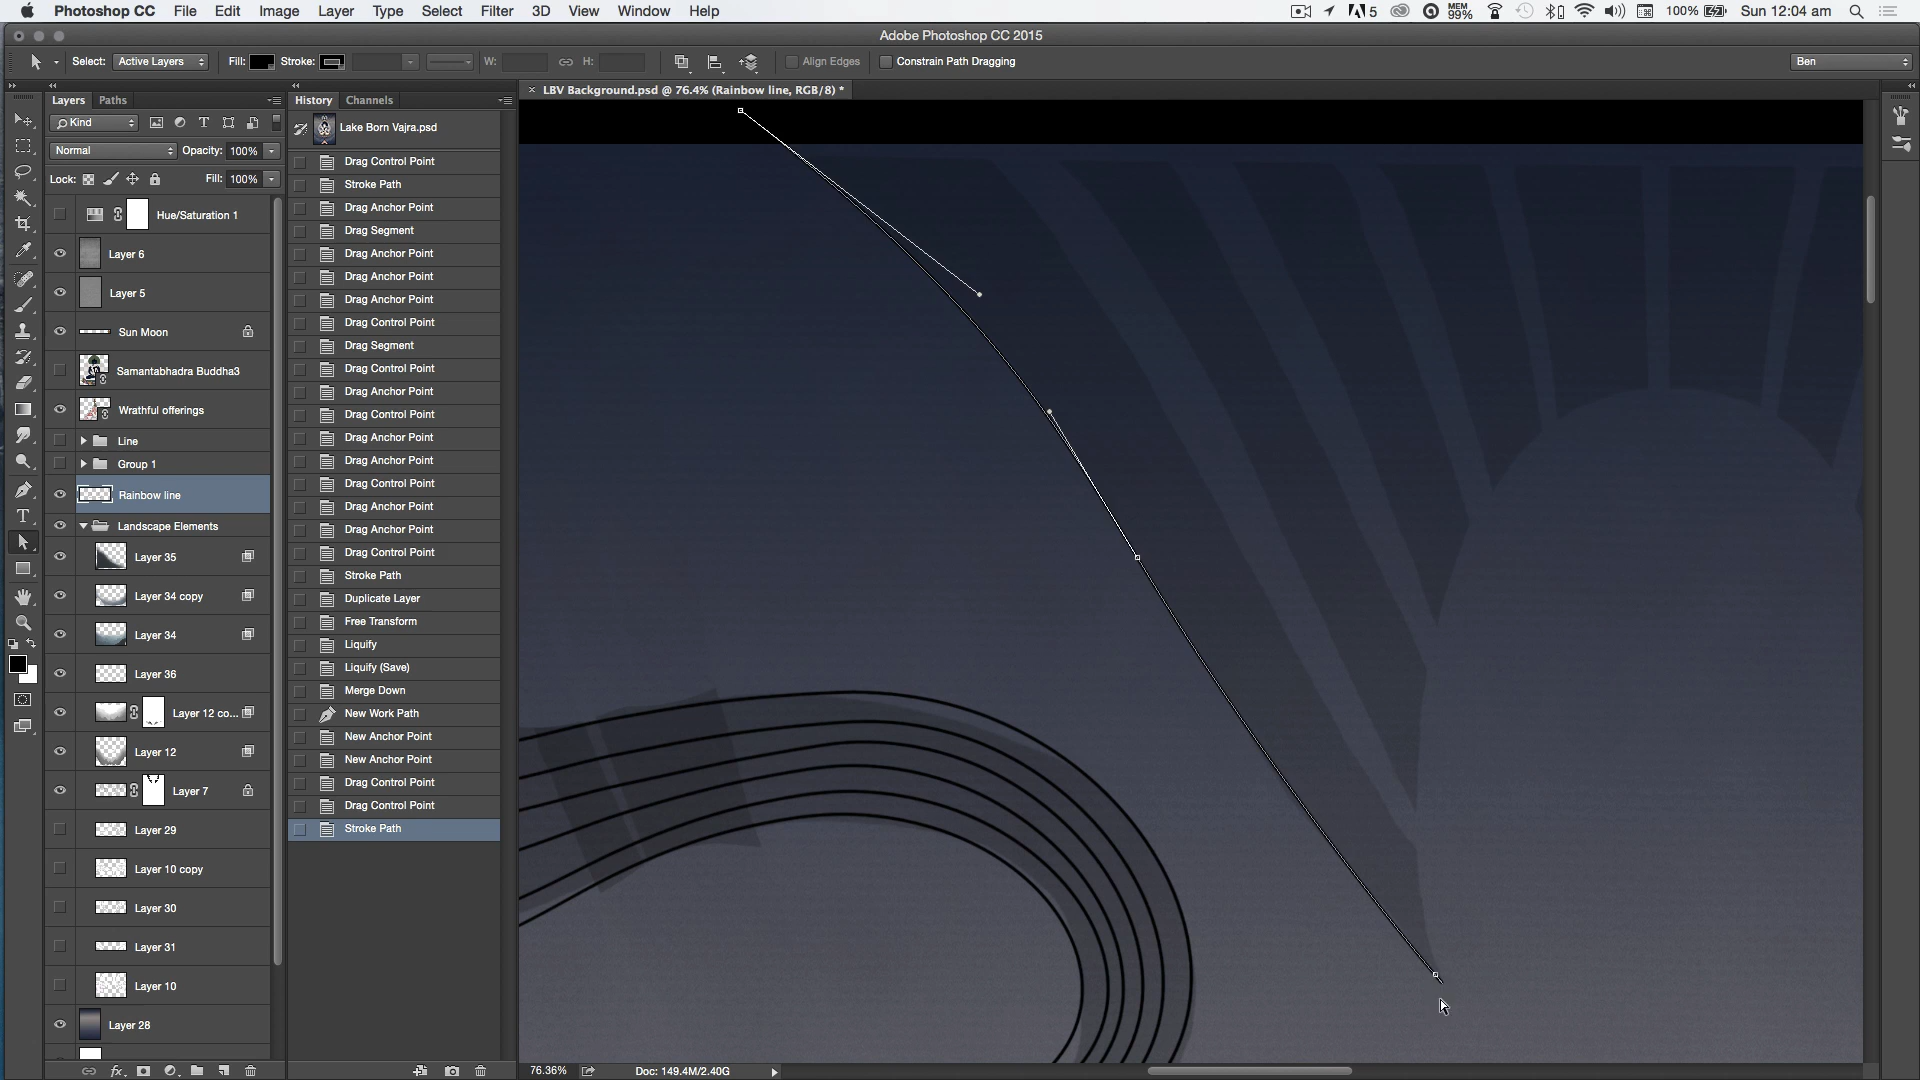 Photoshop CC File Edit Image Layer Type Select Filter 3D View Window Help 5 MEM 99% 100% Sun 12:04 am
Adobe Photoshop CC 2015
Select: Active Layers Fill: Stroke: W: H: Align Edges Constrain Path Dragging Ben
Layers Paths
Kind
Normal Opacity: 100%
Lock: Fill: 100%
Hue/Saturation 1
Layer 6
Layer 5
Sun Moon
Samantabhadra Buddha3
Wrathful offerings
Line
Group 1
Rainbow line
Landscape Elements
Layer 35
Layer 34 copy
Layer 34
Layer 36
Layer 12 co...
Layer 12
Layer 7
Layer 29
Layer 10 copy
Layer 30
Layer 31
Layer 10
Layer 28
fx
T
History Channels
Lake Born Vajra.psd
Drag Control Point
Stroke Path
Drag Anchor Point
Drag Segment
Drag Anchor Point
Drag Anchor Point
Drag Anchor Point
Drag Control Point
Drag Segment
Drag Control Point
Drag Anchor Point
Drag Control Point
Drag Anchor Point
Drag Anchor Point
Drag Control Point
Drag Anchor Point
Drag Anchor Point
Drag Control Point
Stroke Path
Duplicate Layer
Free Transform
Liquify
Liquify (Save)
Merge Down
New Work Path
New Anchor Point
New Anchor Point
Drag Control Point
Drag Control Point
Stroke Path
× LBV Background.psd @ 76.4% (Rainbow line, RGB/8) *
76.36% Doc: 149.4M/2.40G